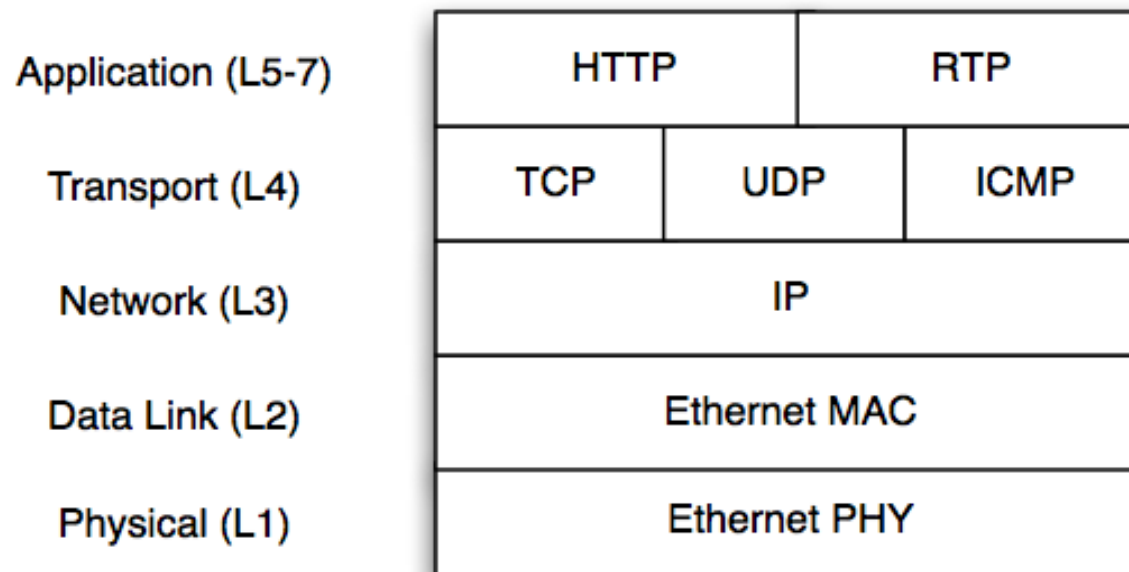 Application (L5-7) HTTP RTP
Transport (L4) TCP UDP ICMP
Network (L3) IP
Data Link (L2) Ethernet MAC
Physical (L1) Ethernet PHY